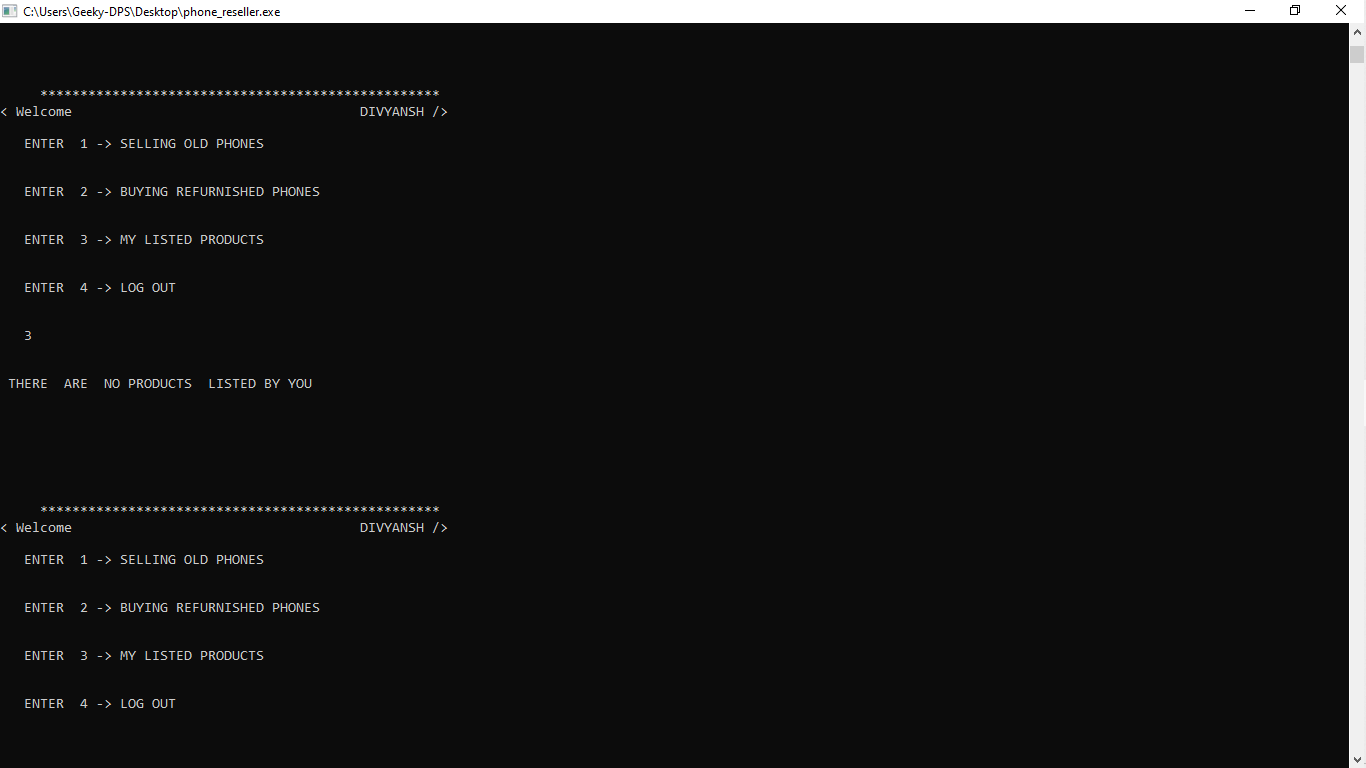 C:\Users\Geeky-DPS\Desktop\phone_reseller.exe
**************************************************
< Welcome                                    DIVYANSH />
ENTER  1 -> SELLING OLD PHONES
ENTER  2 -> BUYING REFURNISHED PHONES
ENTER  3 -> MY LISTED PRODUCTS
ENTER  4 -> LOG OUT
3
THERE  ARE  NO PRODUCTS  LISTED BY YOU
**************************************************
< Welcome                                    DIVYANSH />
ENTER  1 -> SELLING OLD PHONES
ENTER  2 -> BUYING REFURNISHED PHONES
ENTER  3 -> MY LISTED PRODUCTS
ENTER  4 -> LOG OUT